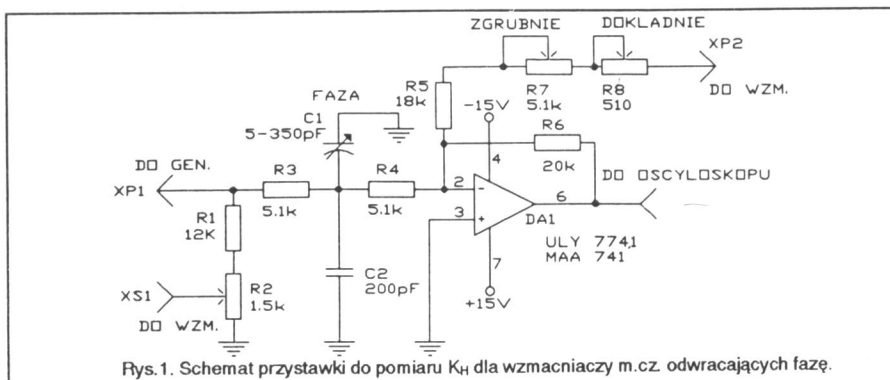 ZGRUBNIE
DOKŁADNIE
XP2
DO WZM.
R7
5.1k
R8
510
R5
18k
FAZA
C1
5-350pF
-15V
R6
20k
4
DO GEN.
XP1
R3
5.1k
R4
5.1k
2
-
3
+
6
DO OSCYLOSKOPU
DA1
ULY 7741
MAA 741
7
+15V
R1
12K
C2
200pF
XS1
R2
1.5k
DO WZM.
Rys.1. Schemat przystawki do pomiaru KH dla wzmacniaczy m.cz. odwracających fazę.